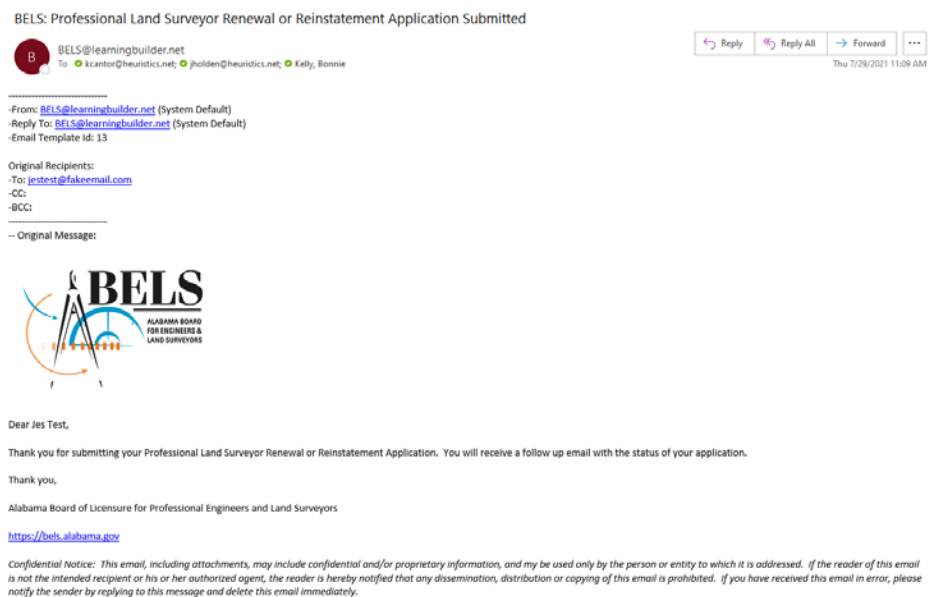 BELS: Professional Land Surveyor Renewal or Reinstatement Application Submitted
B
BELS@learningbuilder.net
To kcantor@heuristics.net; jholden@heuristics.net; Kelly, Bonnie
Reply
Reply All
Forward
Thu 7/29/2021 11:09 AM
------------------------------
-From: BELS@learningbuilder.net (System Default)
-Reply To: BELS@learningbuilder.net (System Default)
-Email Template Id: 13
Original Recipients:
-To: jestest@fakeemail.com
-CC:
-BCC:
------------------------------
-- Original Message:
BELS
ALABAMA BOARD
FOR ENGINEERS &
LAND SURVEYORS
Dear Jes Test,
Thank you for submitting your Professional Land Surveyor Renewal or Reinstatement Application.  You will receive a follow up email with the status of your application.
Thank you,
Alabama Board of Licensure for Professional Engineers and Land Surveyors
https://bels.alabama.gov
Confidential Notice:  This email, including attachments, may include confidential and/or proprietary information, and my be used only by the person or entity to which it is addressed.  If the reader of this email
is not the intended recipient or his or her authorized agent, the reader is hereby notified that any dissemination, distribution or copying of this email is prohibited.  If you have received this email in error, please
notify the sender by replying to this message and delete this email immediately.